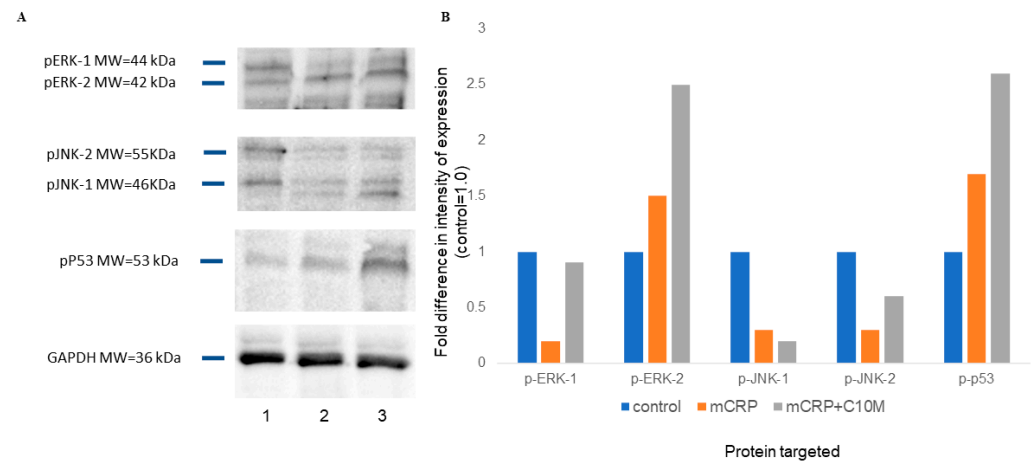 A
pERK-1 MW=44 kDa
pERK-2 MW=42 kDa
pJNK-2 MW=55KDa
pJNK-1 MW=46KDa
pP53 MW=53 kDa
GAPDH MW=36 kDa
1 2 3
B
Fold difference in intensity of expression
(control=1.0)
3
2.5
2
1.5
1
0.5
0
p-ERK-1 p-ERK-2 p-JNK-1 p-JNK-2 p-p53
control mCRP mCRP+C10M
Protein targeted